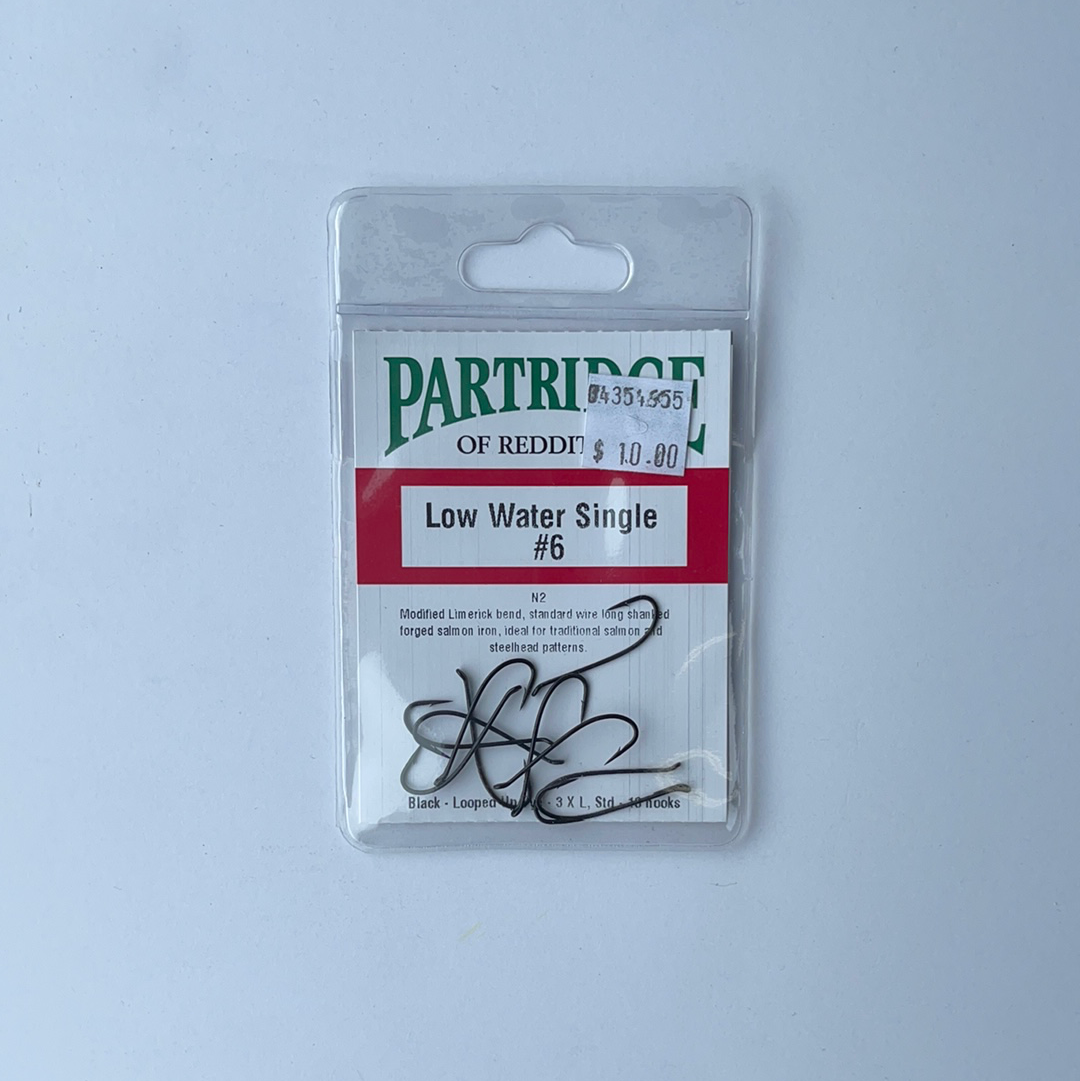 PARTRIDGE
OF REDDIT
$ 10.00
Low Water Single
#6
N2
Modified Limerick bend, standard wire long shanked
forged salmon iron, ideal for traditional salmon and
steelhead patterns.
Black - Looped Up - 3 X L, Std - hooks